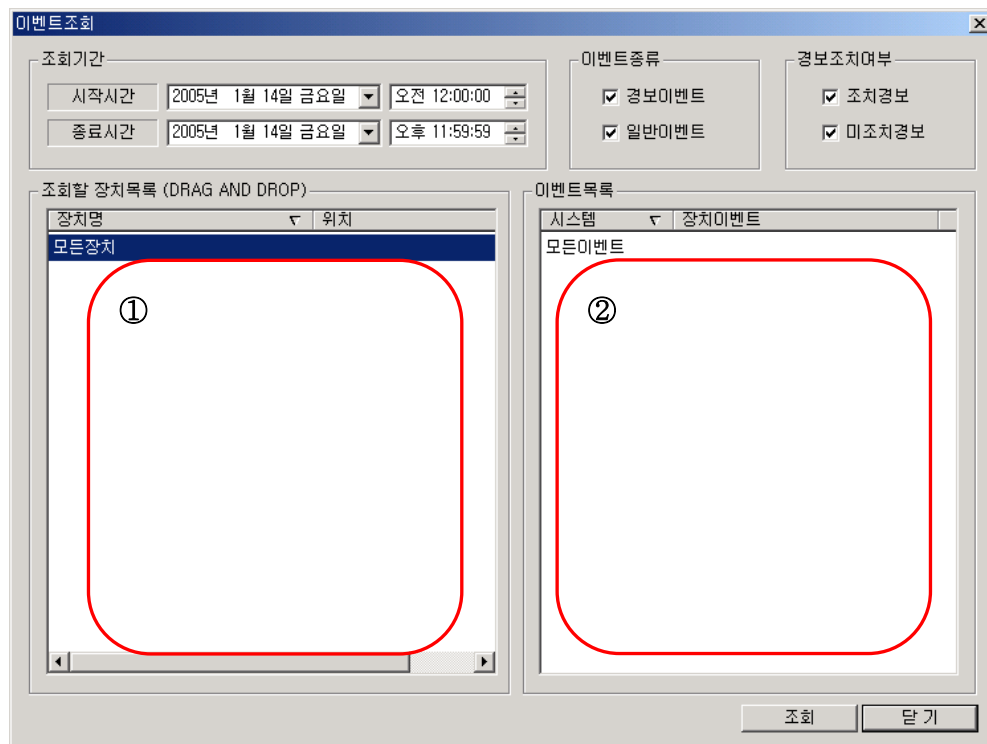 이벤트조회
조회기간
시작시간 2005년 1월 14일 금요일 오전 12:00:00
종료시간 2005년 1월 14일 금요일 오후 11:59:59
이벤트종류
경보이벤트
일반이벤트
경보조치여부
조치경보
미조치경보
조회할 장치목록 (DRAG AND DROP)
장치명 위치
모든장치
①
이벤트목록
시스템 장치이벤트
모든이벤트
②
조회 닫기